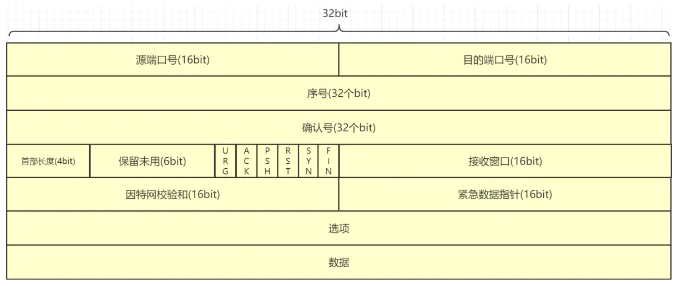 32bit
源端口号(16bit) 目的端口号(16bit)
序号(32个bit)
确认号(32个bit)
首部长度(4bit) 保留未用(6bit) URG ACK PSH RST SYN FIN 接收窗口(16bit)
因特网校验和(16bit) 紧急数据指针(16bit)
选项
数据